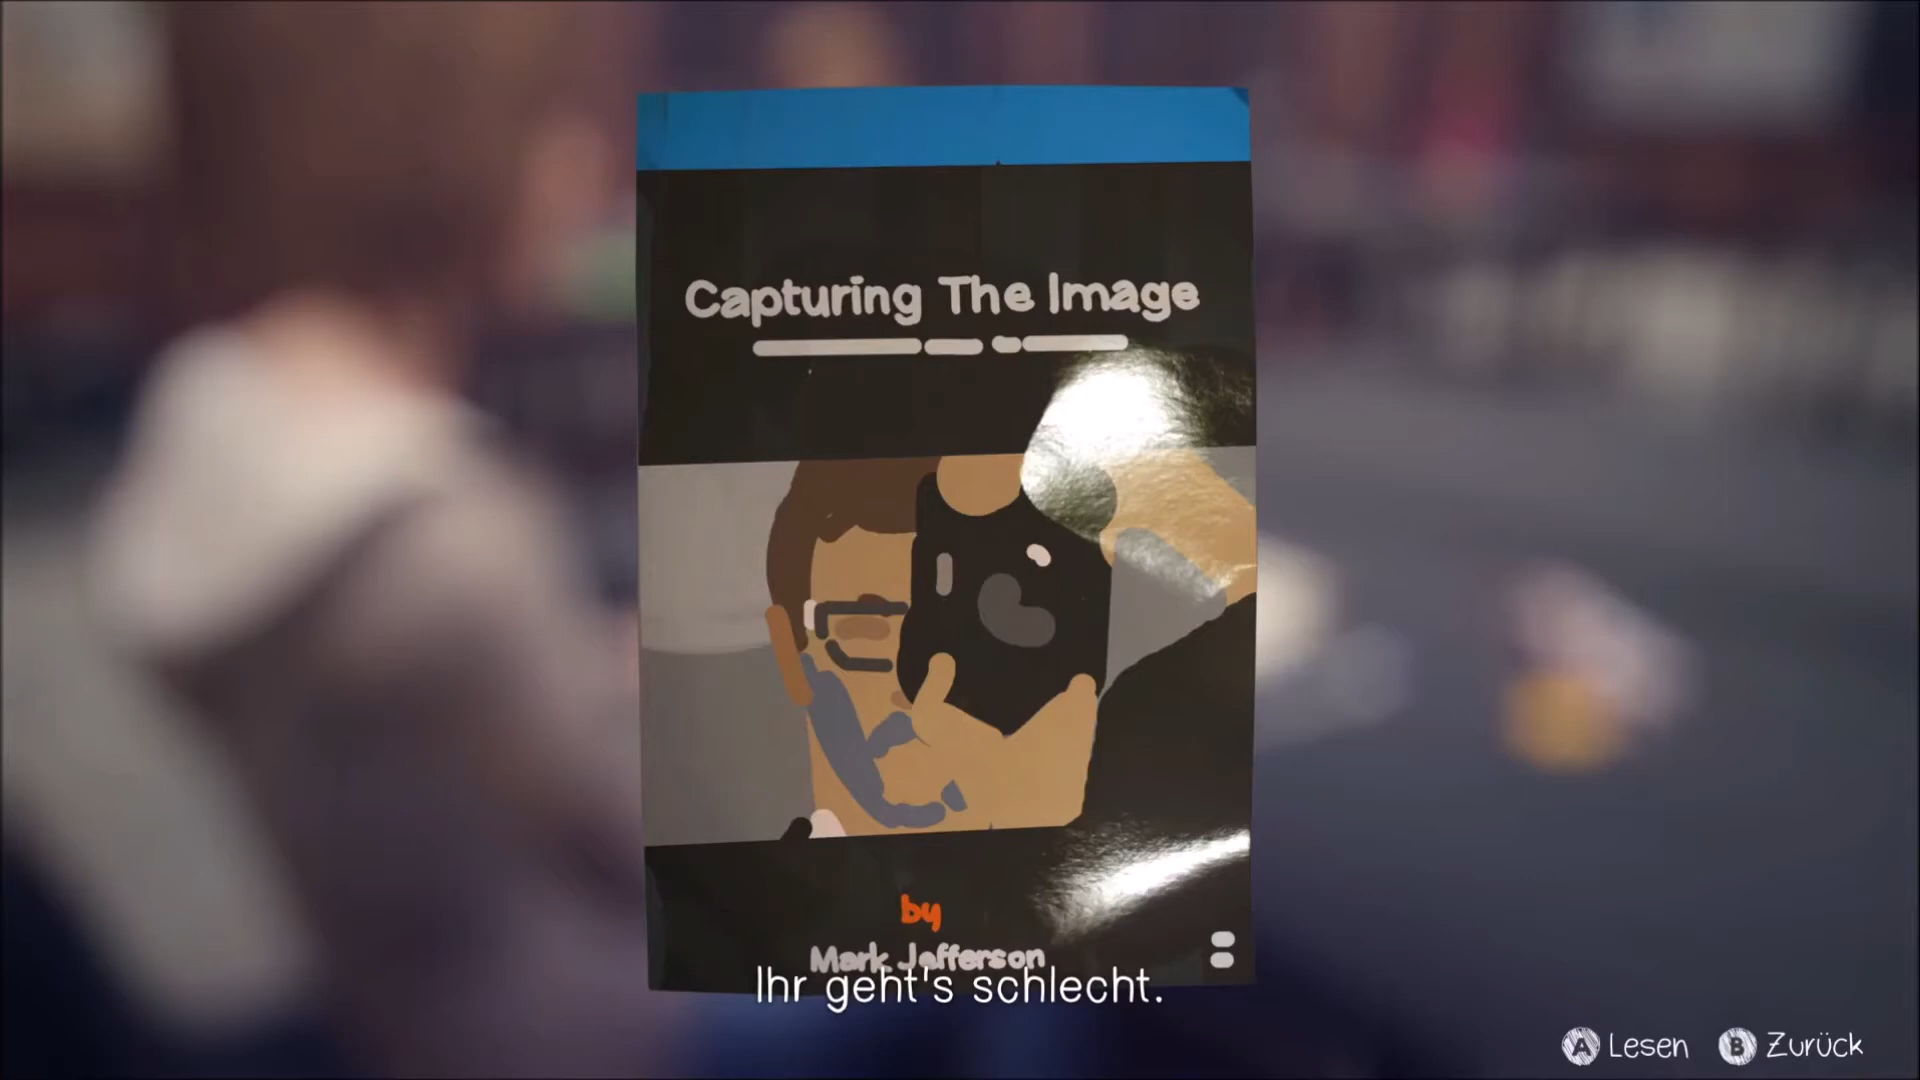 Capturing The Image
by
Mark Jefferson
Ihr geht's schlecht.
A Lesen B Zurück